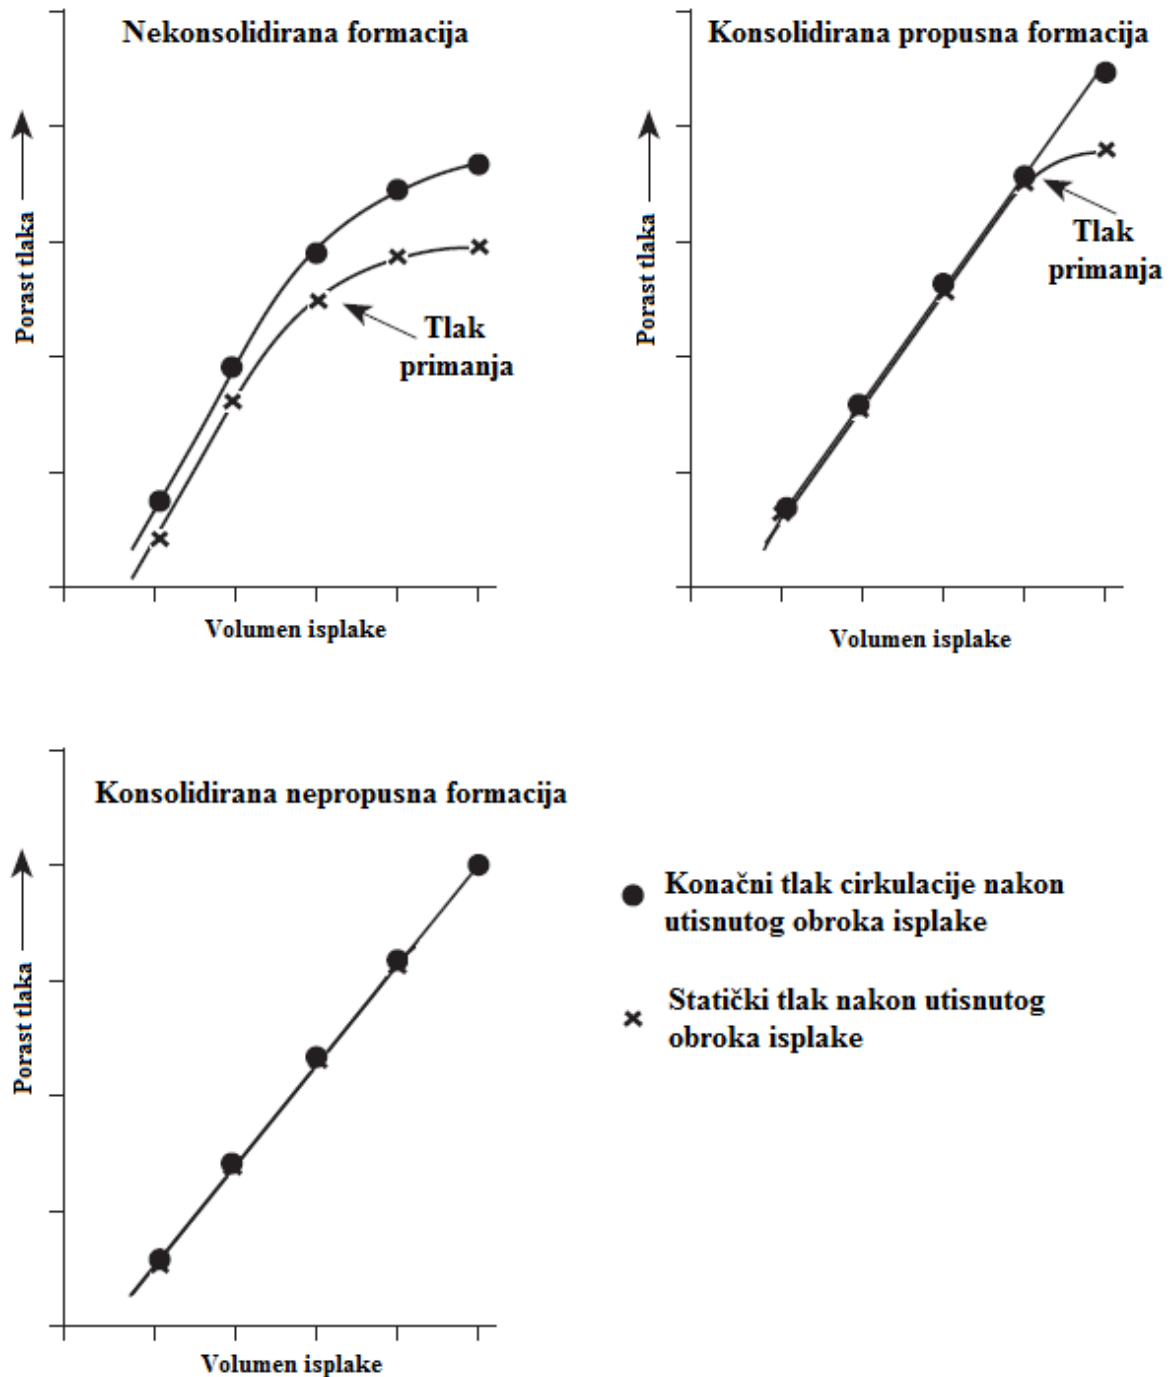 Nekonsolidirana formacija
Porast tlaka
Tlak
primanja
Volumen isplake
Konsolidirana propusna formacija
Porast tlaka
Tlak
primanja
Volumen isplake
Konsolidirana nepropusna formacija
Porast tlaka
Volumen isplake
Konačni tlak cirkulacije nakon
utisnutog obroka isplake
Statički tlak nakon utisnutog
obroka isplake